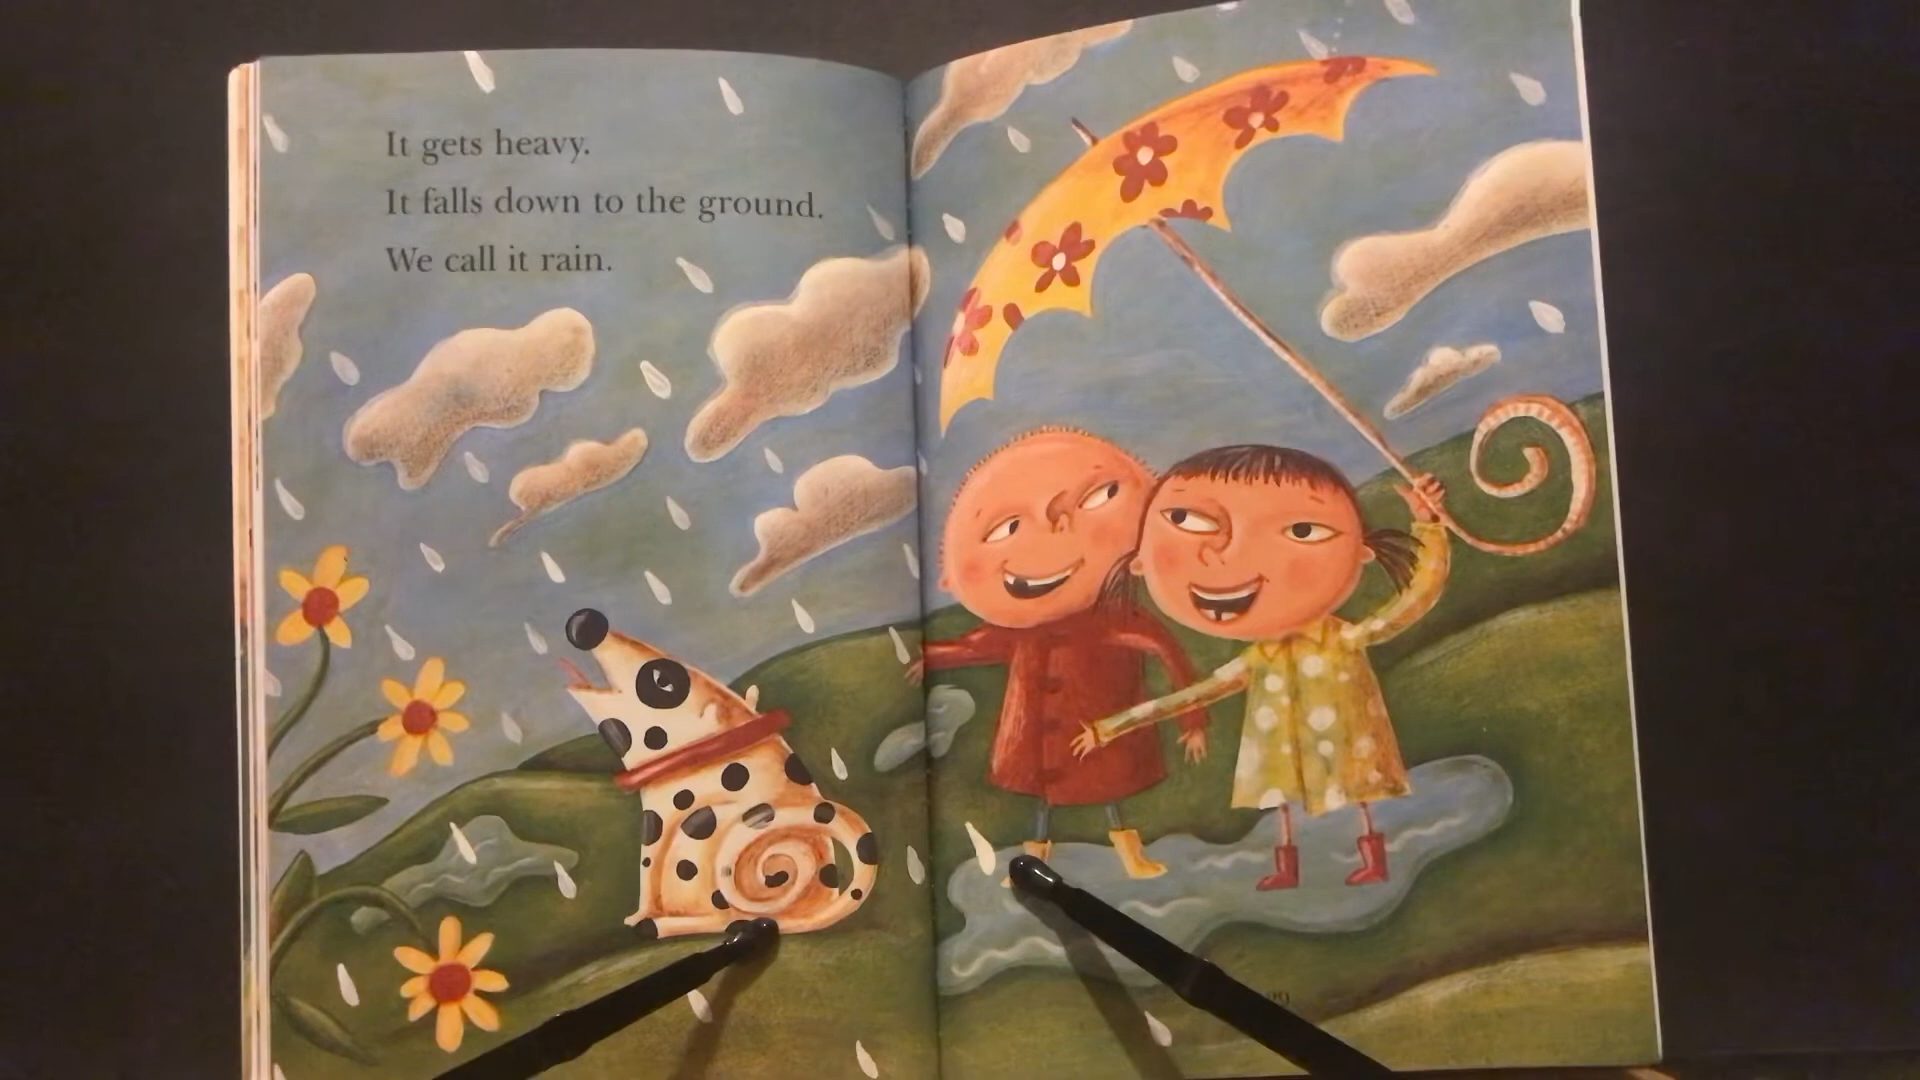 It gets heavy.
It falls down to the ground.
We call it rain.